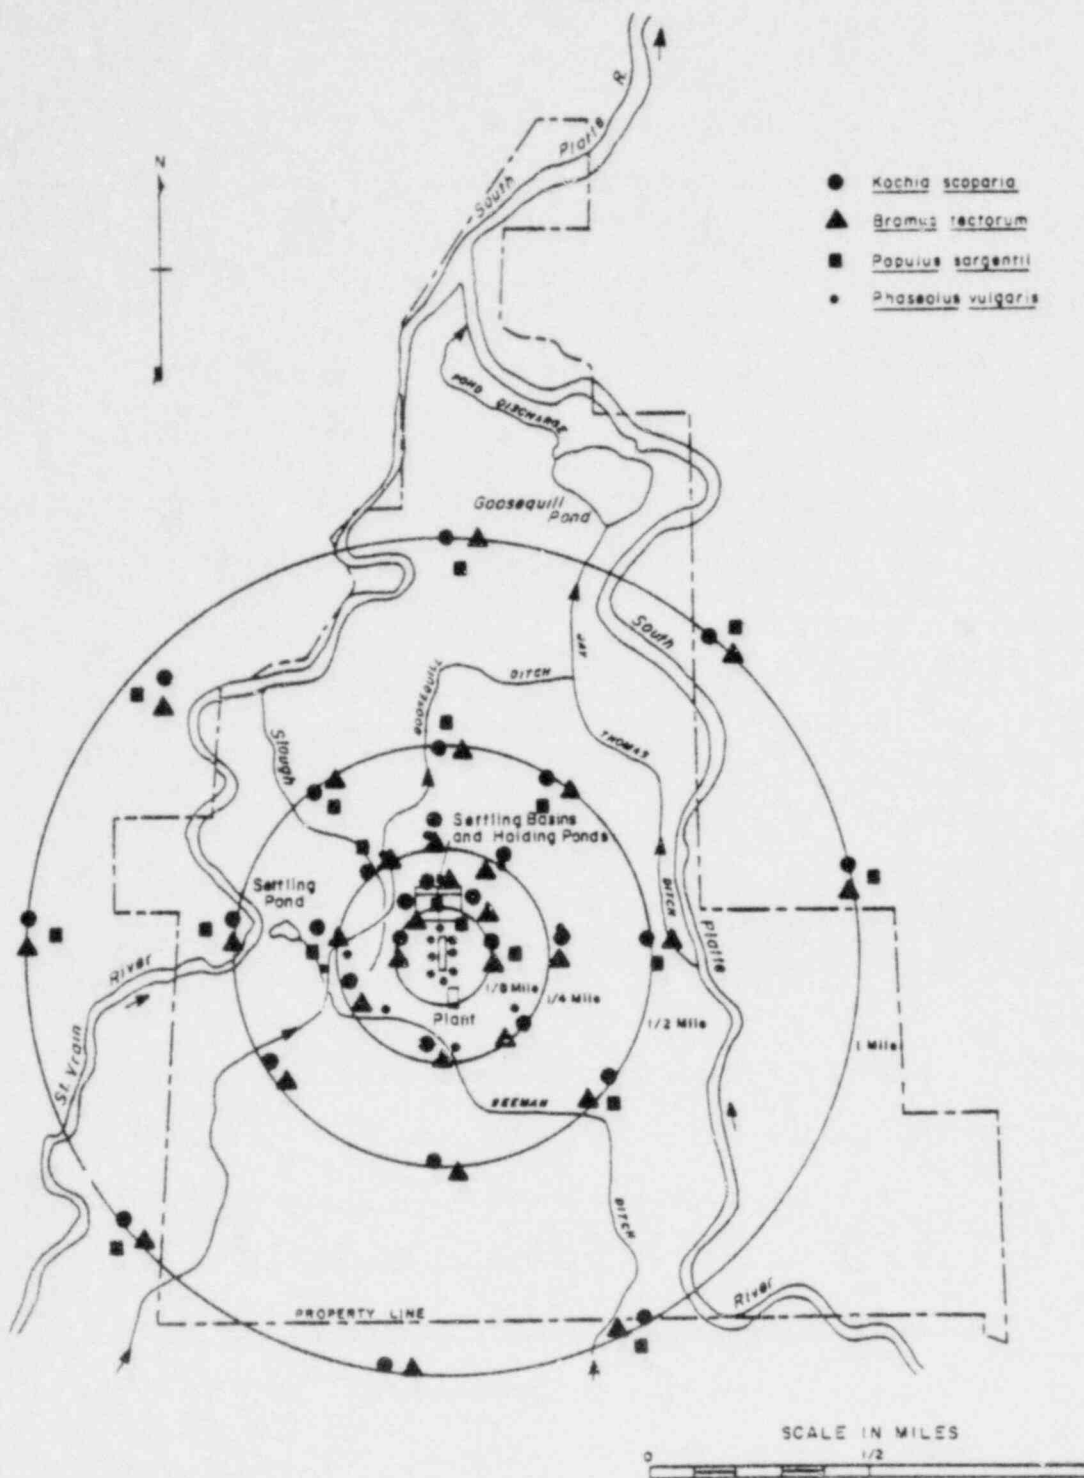 N
South Platte R
Kochia scoparia
Bromus tectorum
Populus sargentii
Phaseolus vulgaris
POND DISCHARGE
Goosequill
Pond
South
JAY
DITCH
GOOSEQUILL
Slough
THOMAS
Settling Basins
and Holding Ponds
Settling
Pond
DITCH
Platte
River
St. Vrain
1/8 Mile
1/4 Mile
Plant
1/2 Mile
1 Mile
BEEMAN
DITCH
River
PROPERTY LINE
SCALE IN MILES
0 1/2